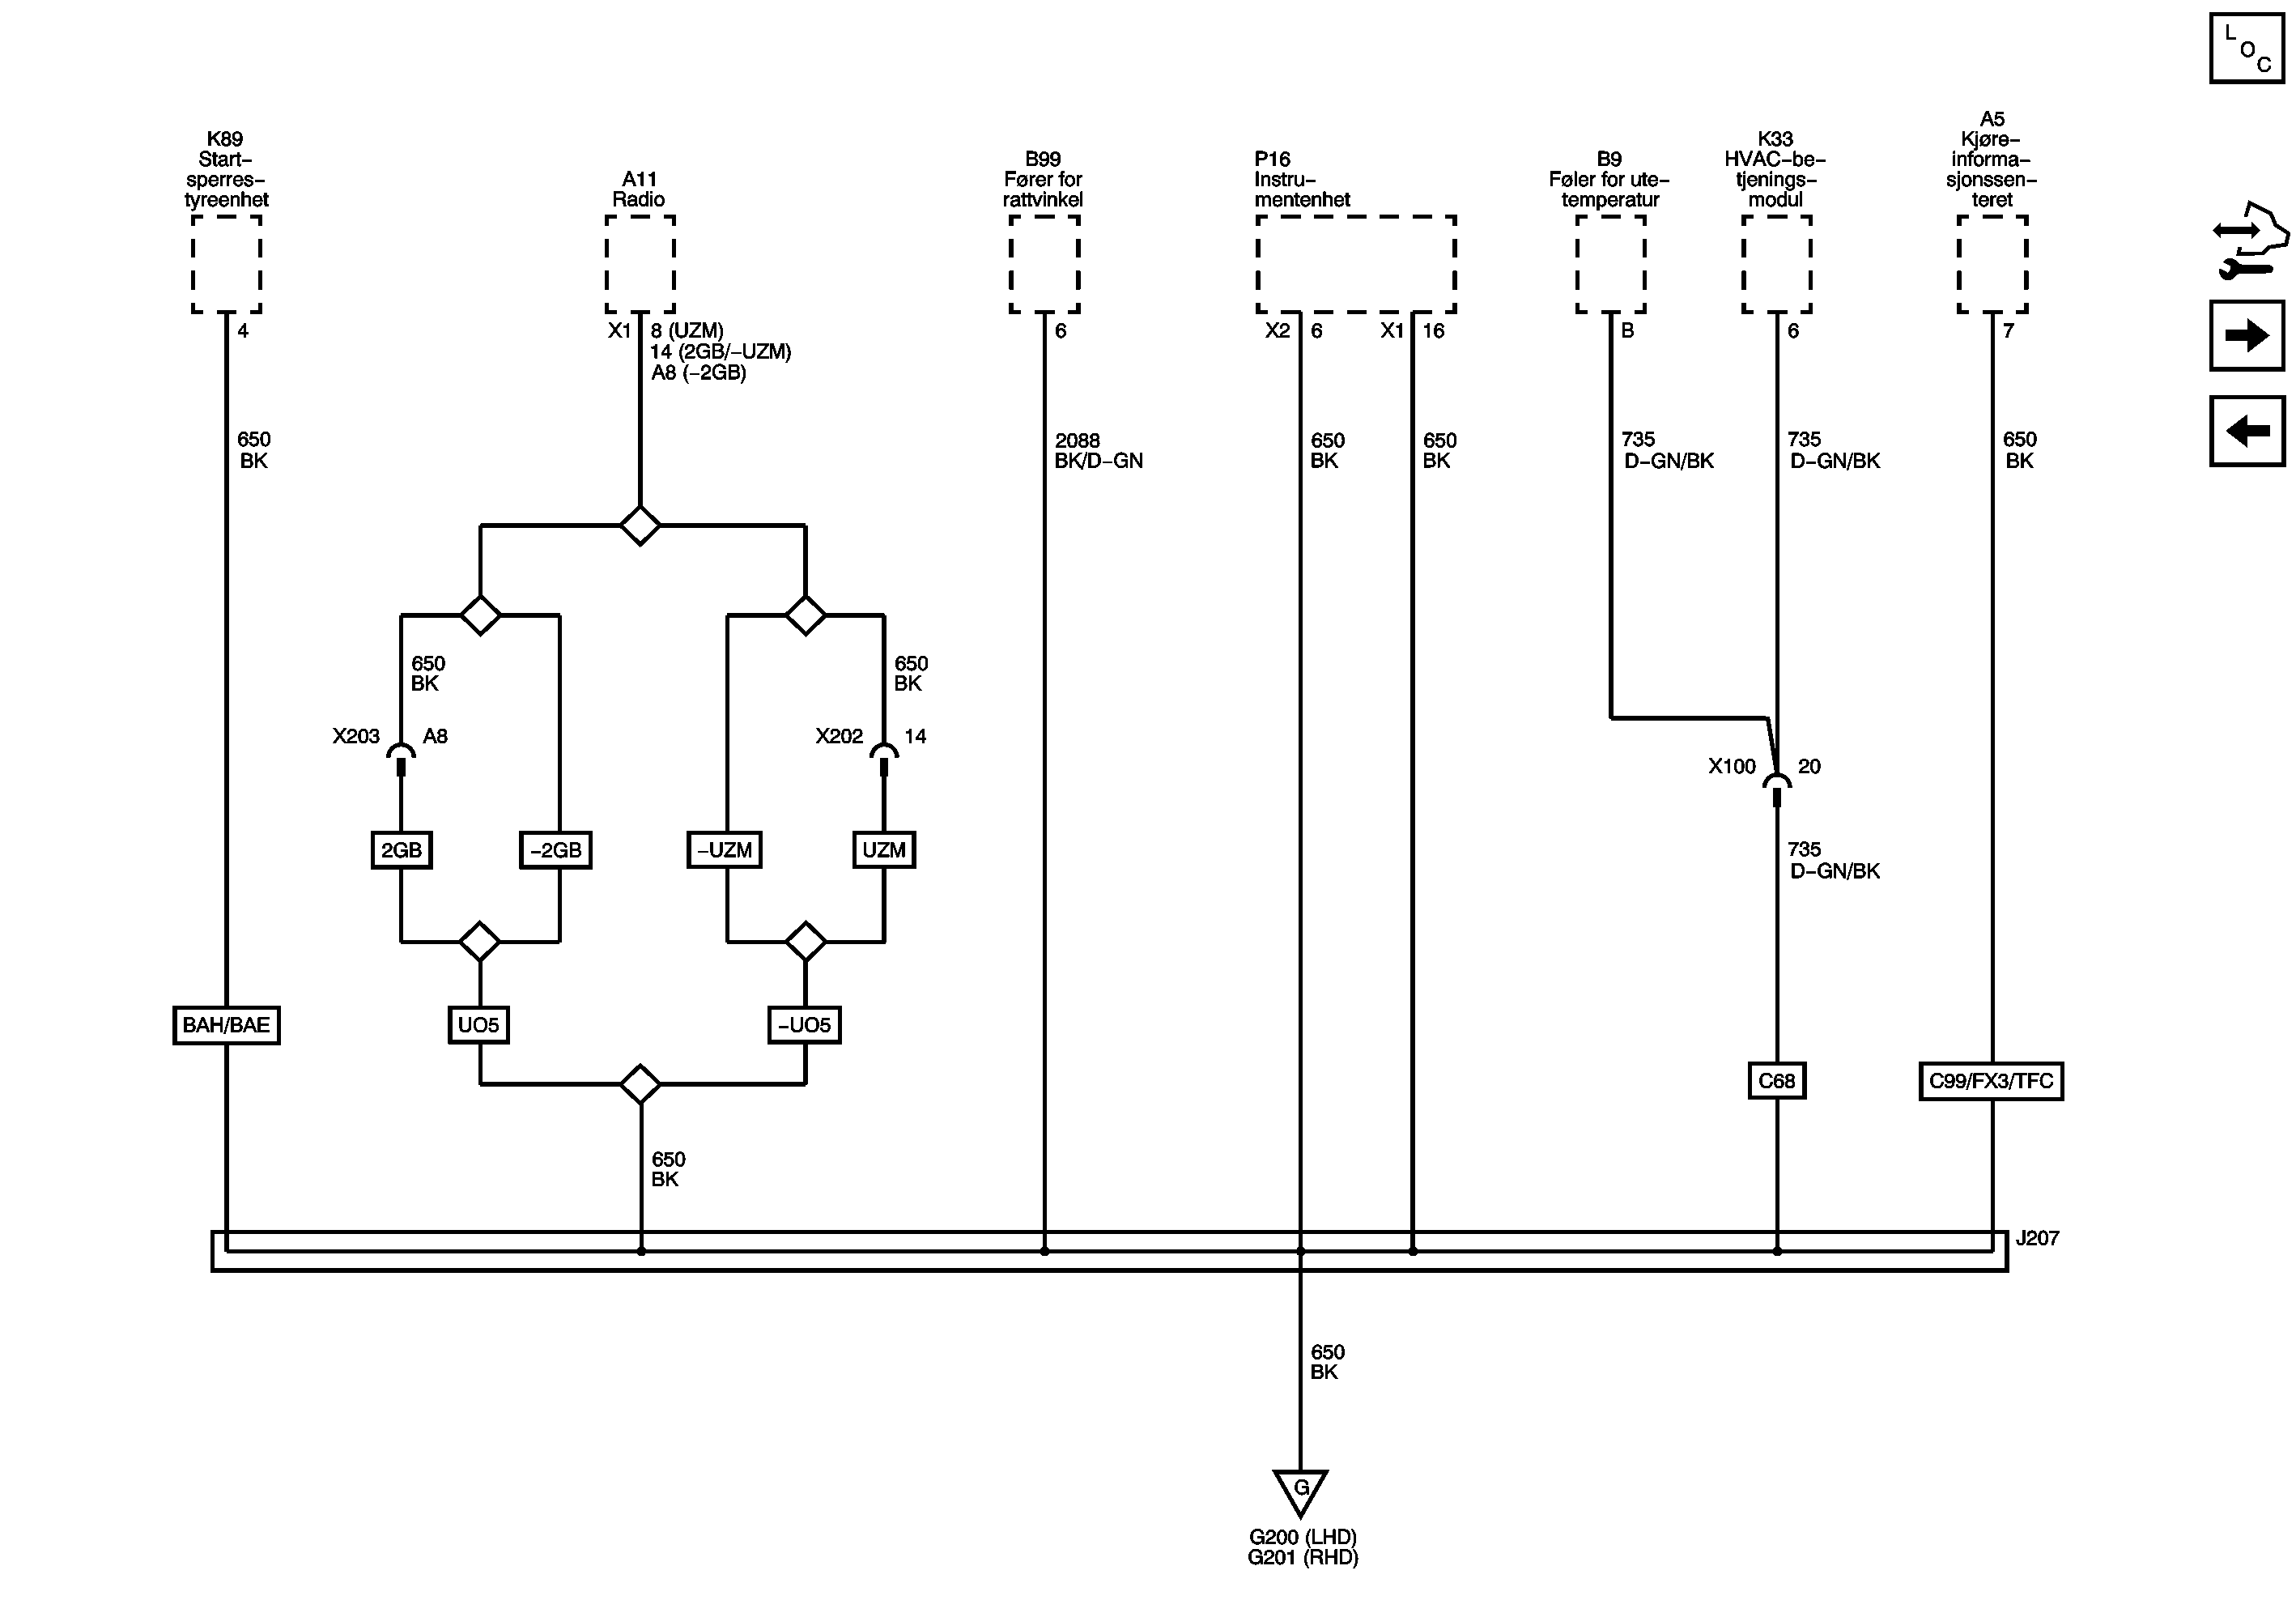 L
O
C
K89
Start-
sperres-
tyreenhet
A11
Radio
B99
Fører for
rattvinkel
P16
Instru-
mentenhet
B9
Føler for ute-
temperatur
K33
HVAC-be-
tjenings-
modul
A5
Kjøre-
informa-
sjonssen-
teret
4
X1 8 (UZM)
14 (2GB/-UZM)
A8 (-2GB)
6
X2 6
X1 16
B
6
7
650
BK
2088
BK/D-GN
650
BK
650
BK
735
D-GN/BK
735
D-GN/BK
650
BK
650
BK
650
BK
X203 A8
X202 14
X100 20
2GB
-2GB
-UZM
UZM
735
D-GN/BK
BAH/BAE
UO5
-UO5
C68
C99/FX3/TFC
650
BK
J207
650
BK
G
G200 (LHD)
G201 (RHD)